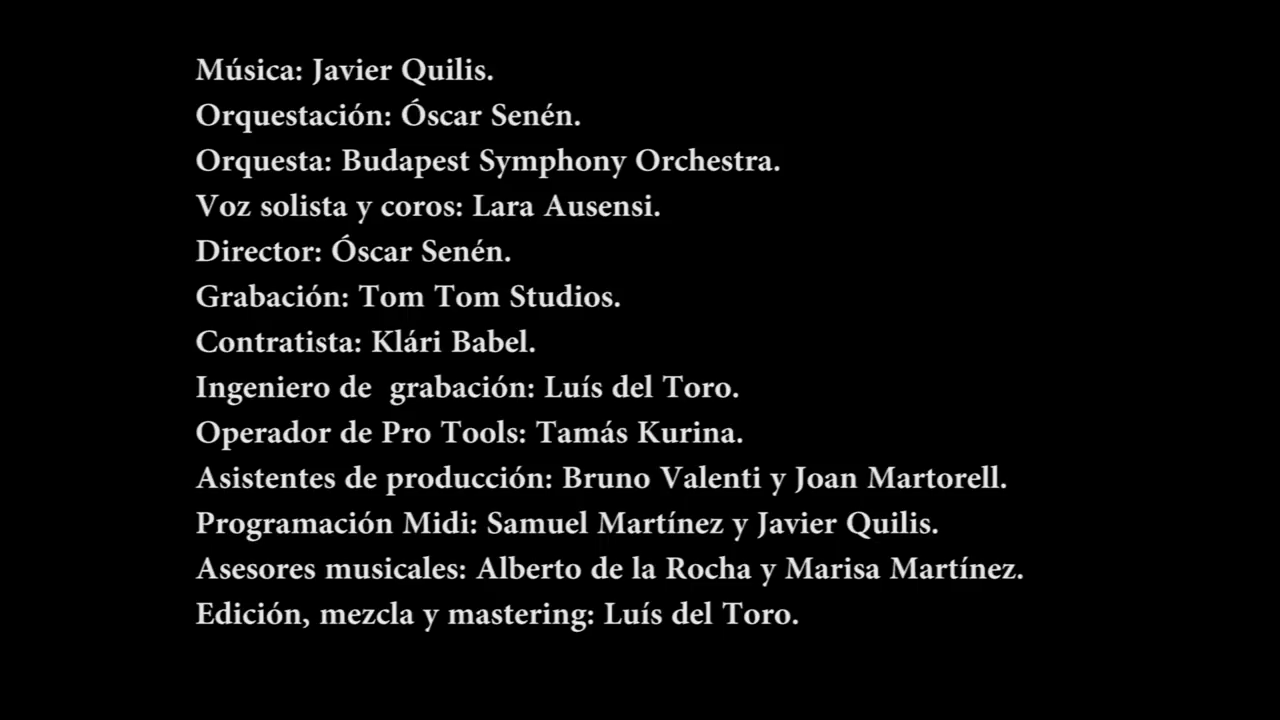 Música: Javier Quilis.
Orquestación: Óscar Senén.
Orquesta: Budapest Symphony Orchestra.
Voz solista y coros: Lara Ausensi.
Director: Óscar Senén.
Grabación: Tom Tom Studios.
Contratista: Klári Babel.
Ingeniero de  grabación: Luís del Toro.
Operador de Pro Tools: Tamás Kurina.
Asistentes de producción: Bruno Valenti y Joan Martorell.
Programación Midi: Samuel Martínez y Javier Quilis.
Asesores musicales: Alberto de la Rocha y Marisa Martínez.
Edición, mezcla y mastering: Luís del Toro.